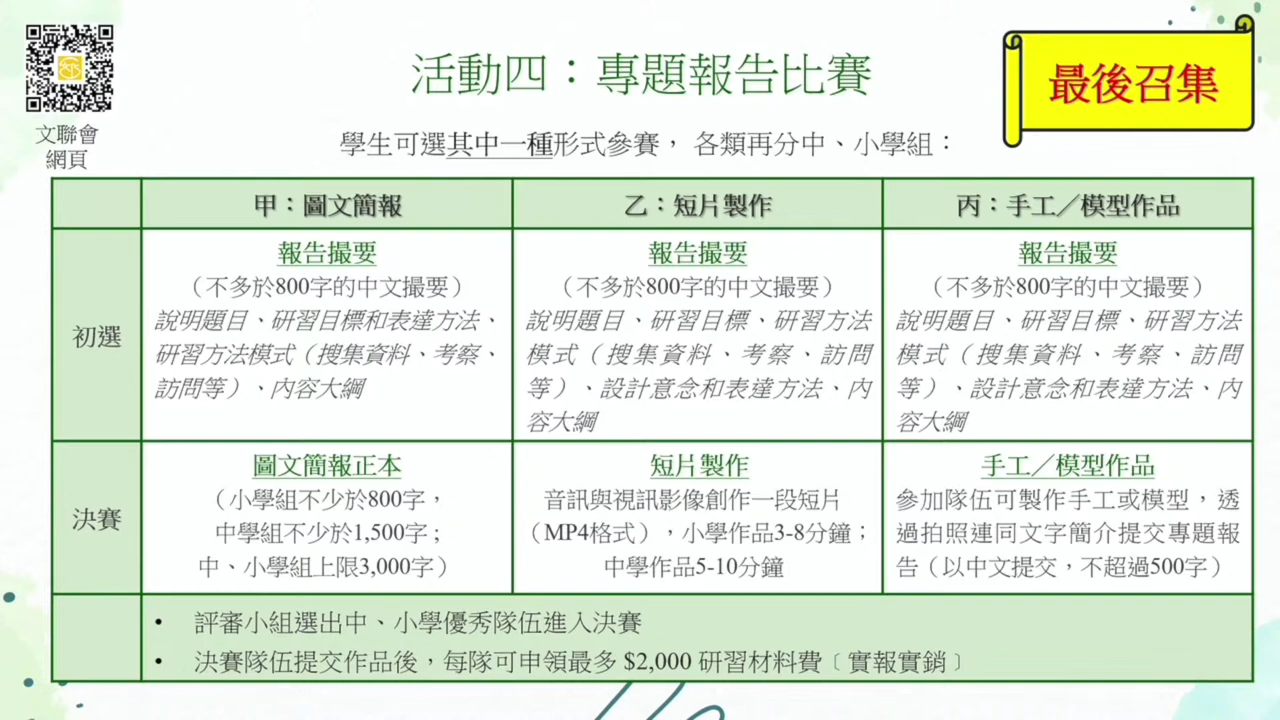 活動四：專題報告比賽
最後召集
文聯會
網頁
學生可選其中一種形式參賽，各類再分中、小學組：
甲：圖文簡報
乙：短片製作
丙：手工／模型作品
初選
報告撮要
（不多於800字的中文撮要）
說明題目、研習目標和表達方法、
研習方法模式（搜集資料、考察、
訪問等）、內容大綱
報告撮要
（不多於800字的中文撮要）
說明題目、研習目標、研習方法
模式（搜集資料、考察、訪問
等）、設計意念和表達方法、內
容大綱
報告撮要
（不多於800字的中文撮要）
說明題目、研習目標、研習方法
模式（搜集資料、考察、訪問
等）、設計意念和表達方法、內
容大綱
決賽
圖文簡報正本
（小學組不少於800字，
中學組不少於1,500字；
中、小學組上限3,000字）
短片製作
音訊與視訊影像創作一段短片
（MP4格式），小學作品3-8分鐘；
中學作品5-10分鐘
手工／模型作品
參加隊伍可製作手工或模型，透
過拍照連同文字簡介提交專題報
告（以中文提交，不超過500字）
• 評審小組選出中、小學優秀隊伍進入決賽
• 決賽隊伍提交作品後，每隊可申領最多 $2,000 研習材料費﹝實報實銷﹞